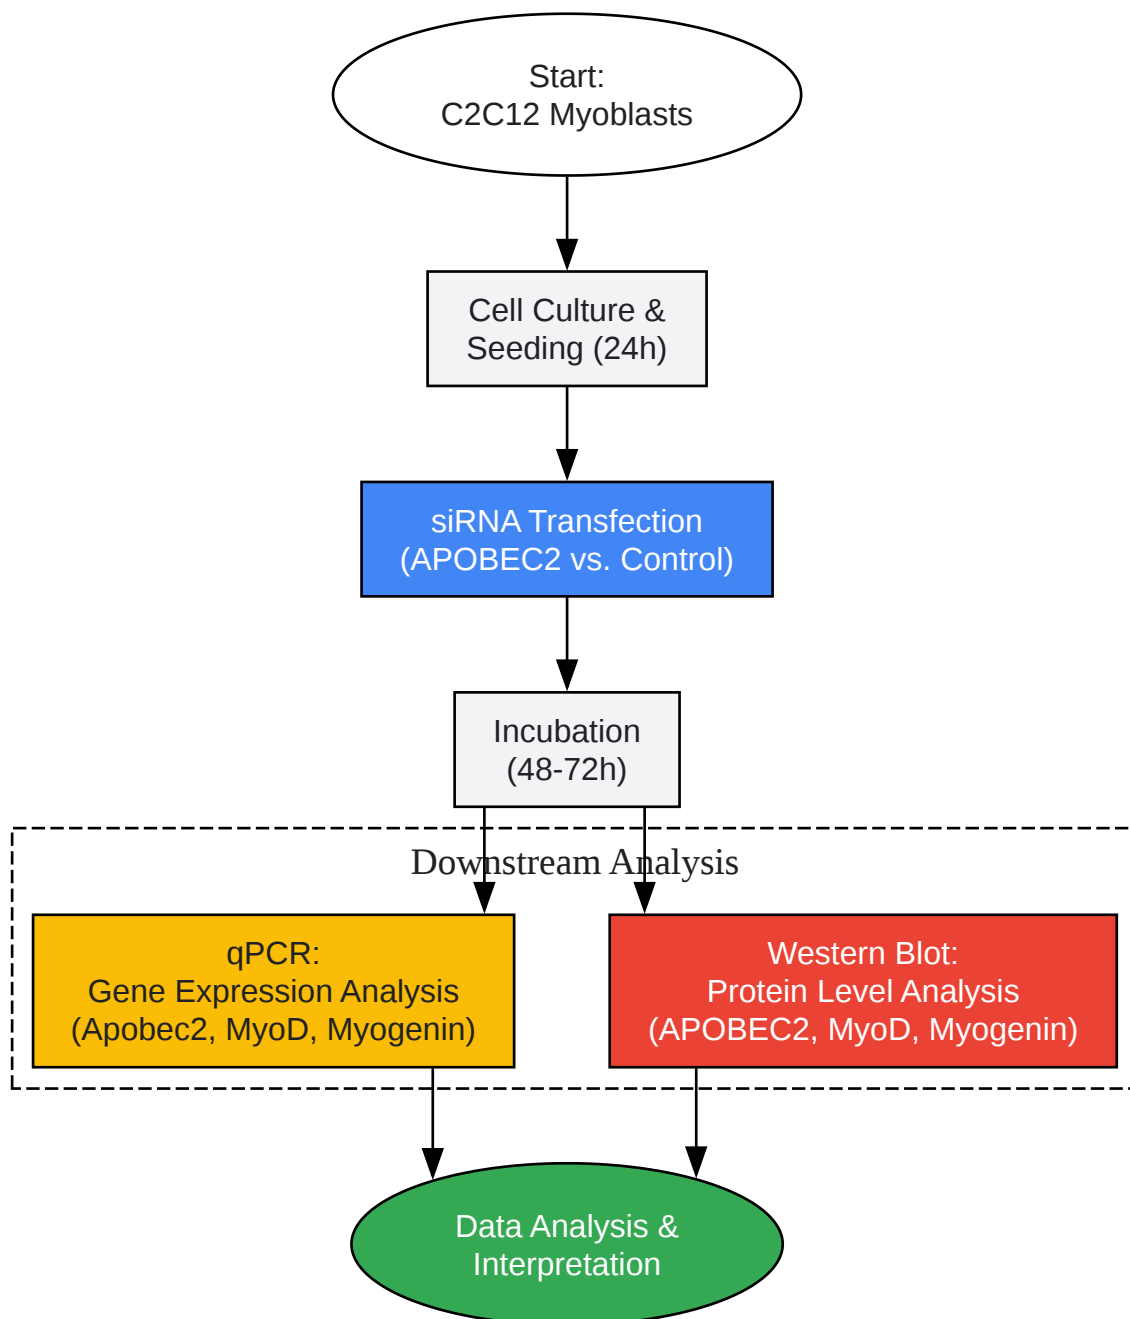 Start:
C2C12 Myoblasts
Cell Culture &
Seeding (24h)
siRNA Transfection
(APOBEC2 vs. Control)
Incubation
(48-72h)
Downstream Analysis
qPCR:
Gene Expression Analysis
(Apobec2, MyoD, Myogenin)
Western Blot:
Protein Level Analysis
(APOBEC2, MyoD, Myogenin)
Data Analysis &
Interpretation